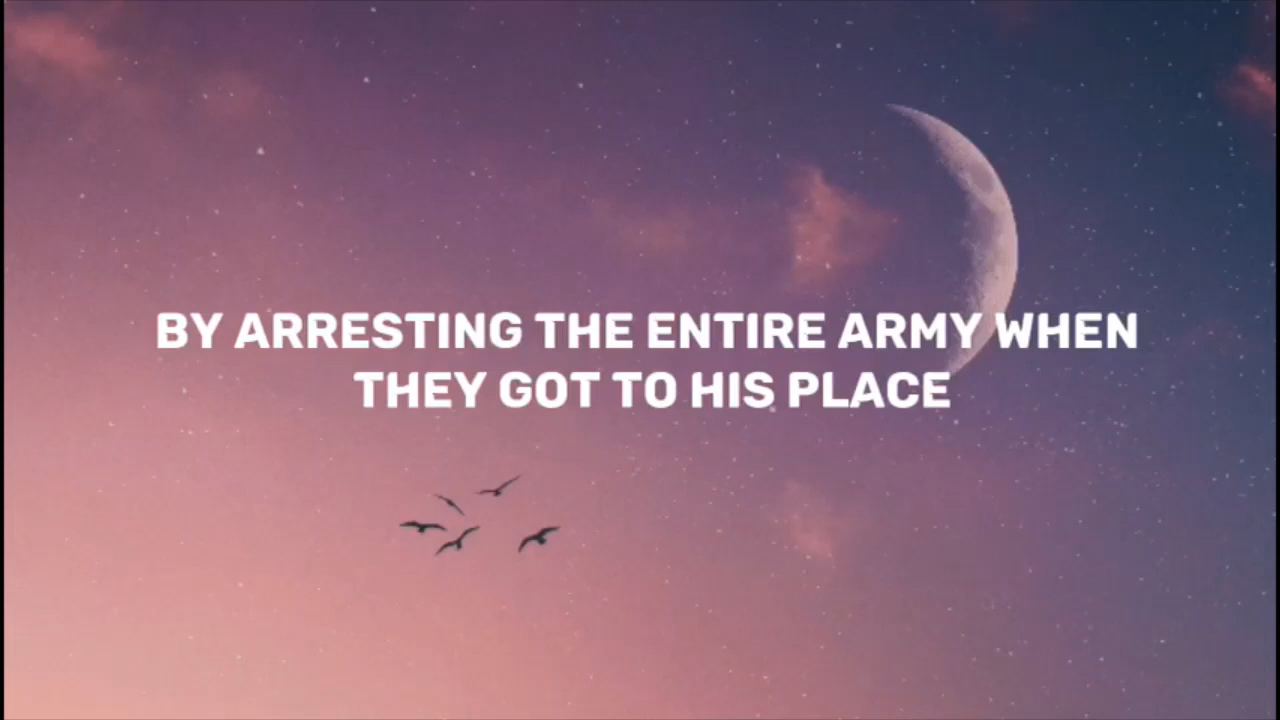 BY ARRESTING THE ENTIRE ARMY WHEN
THEY GOT TO HIS PLACE